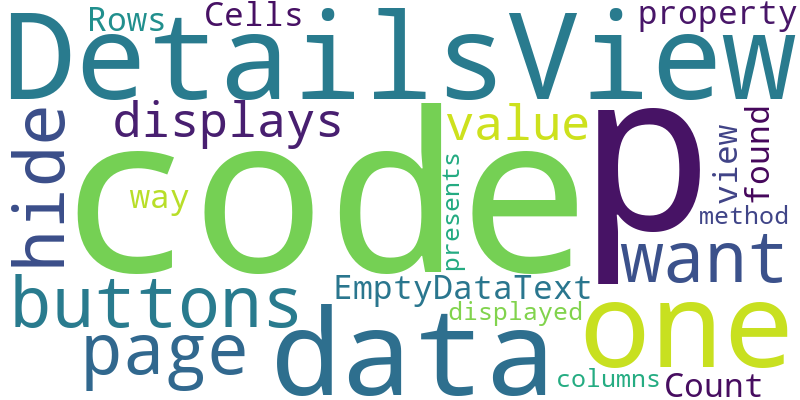 Rows
Cells
property
DetailsView
hide
displays
code
p
value
way
presents
view
found
method
want
buttons
EmptyDataText
displayed
one
page
data
columns
Count